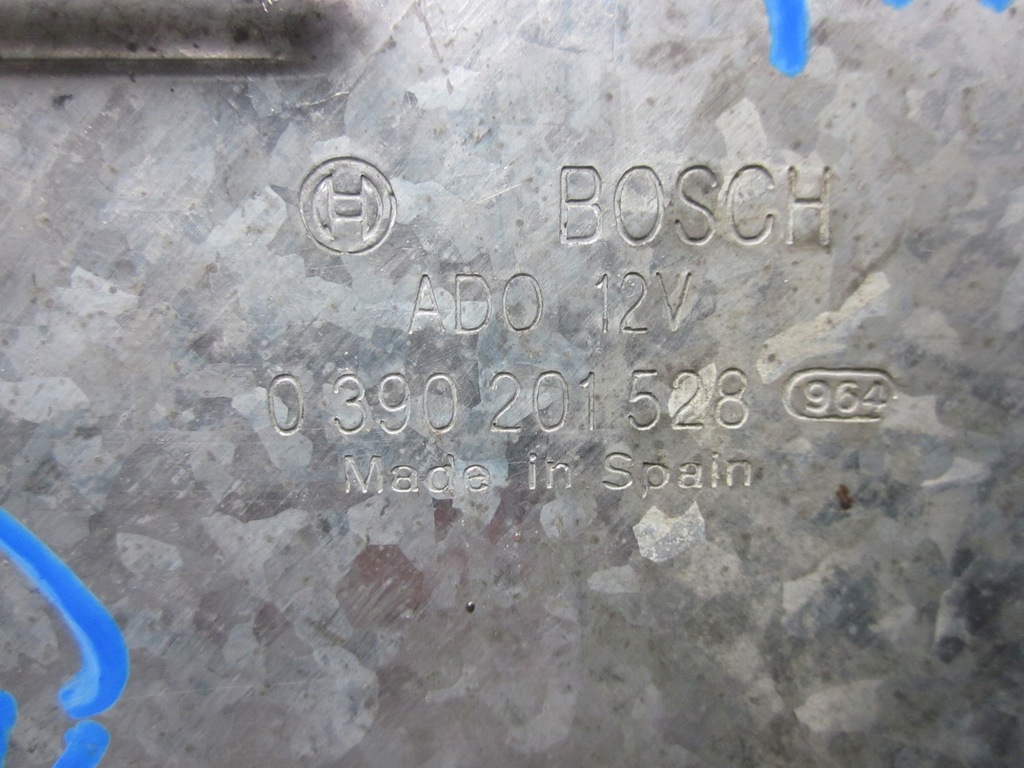 BOSCH
ADO 12V
0 390 201 528 964
Made in Spain